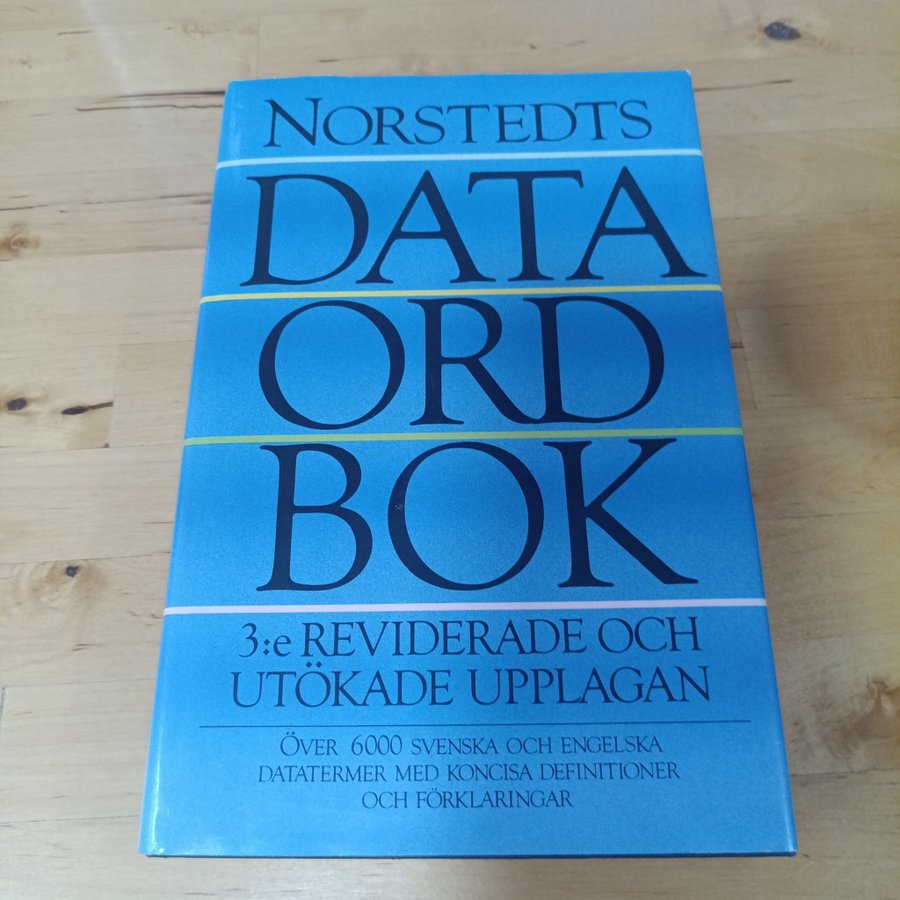 NORSTEDTS
DATA
ORD
BOK
3:e REVIDERADE OCH
UTÖKADE UPPLAGAN
ÖVER 6000 SVENSKA OCH ENGELSKA
DATATERMER MED KONCISA DEFINITIONER
OCH FÖRKLARINGAR